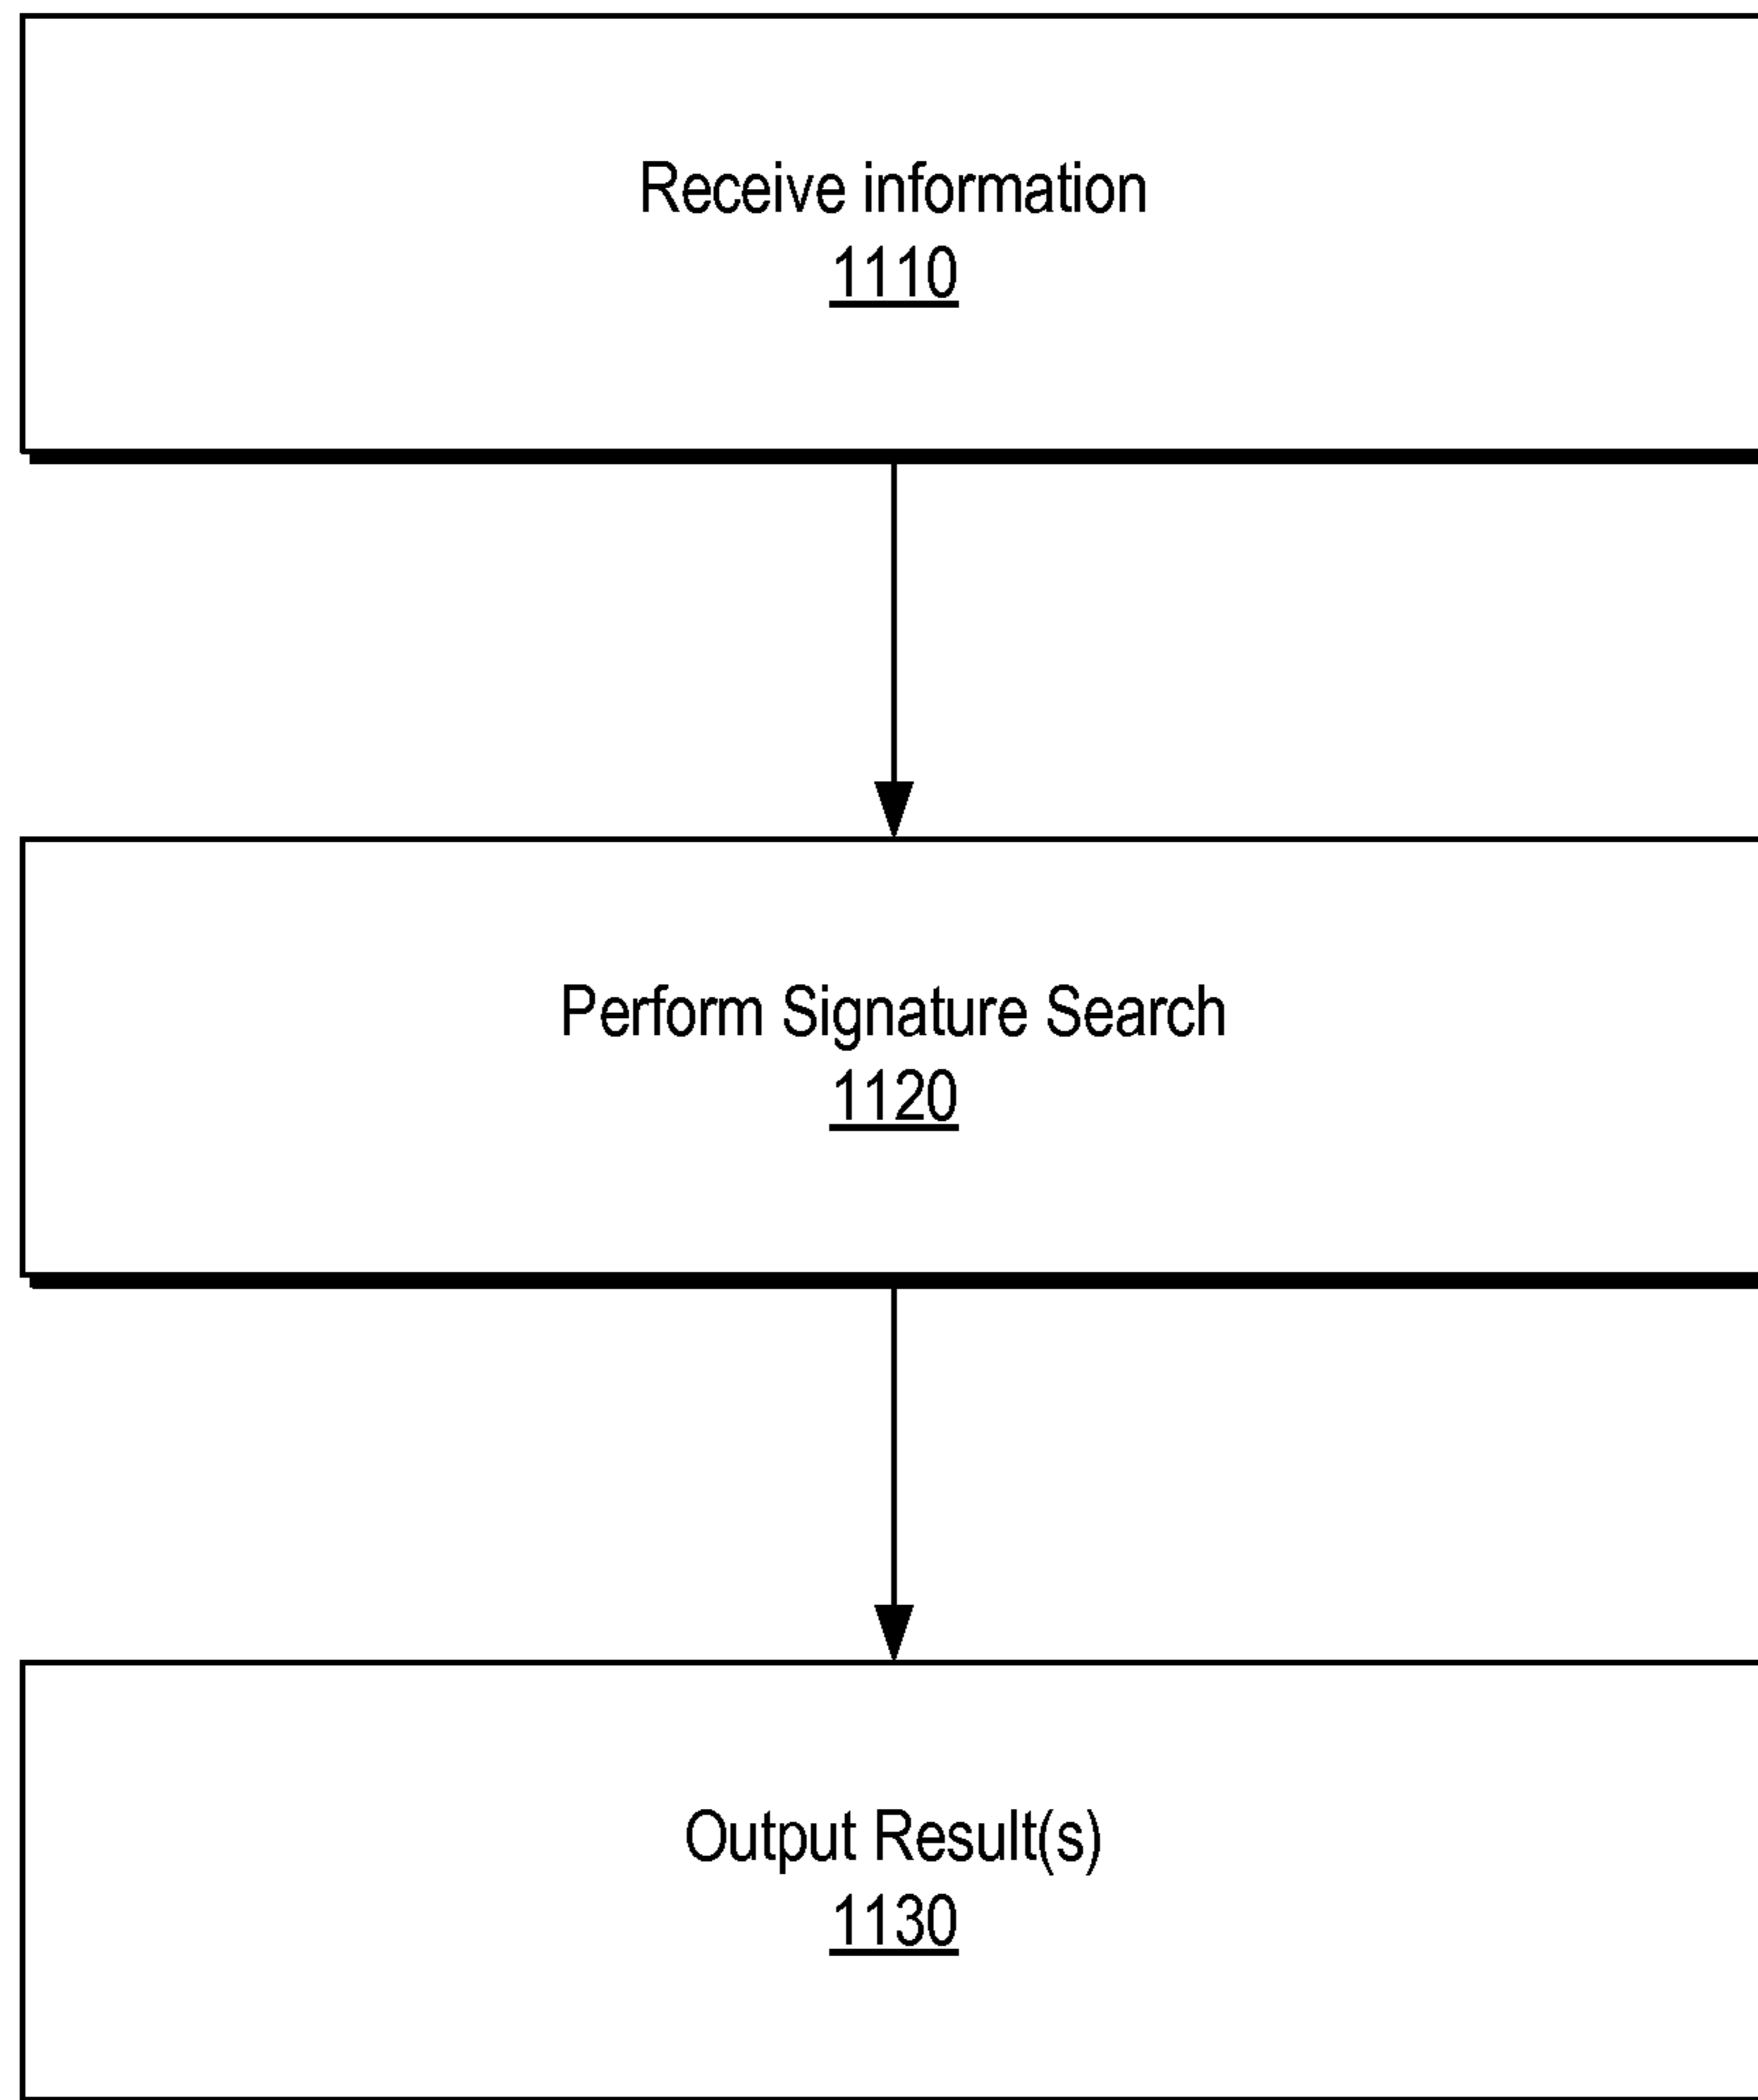 Receive information
1110
Perform Signature Search
1120
Output Result(s)
1130